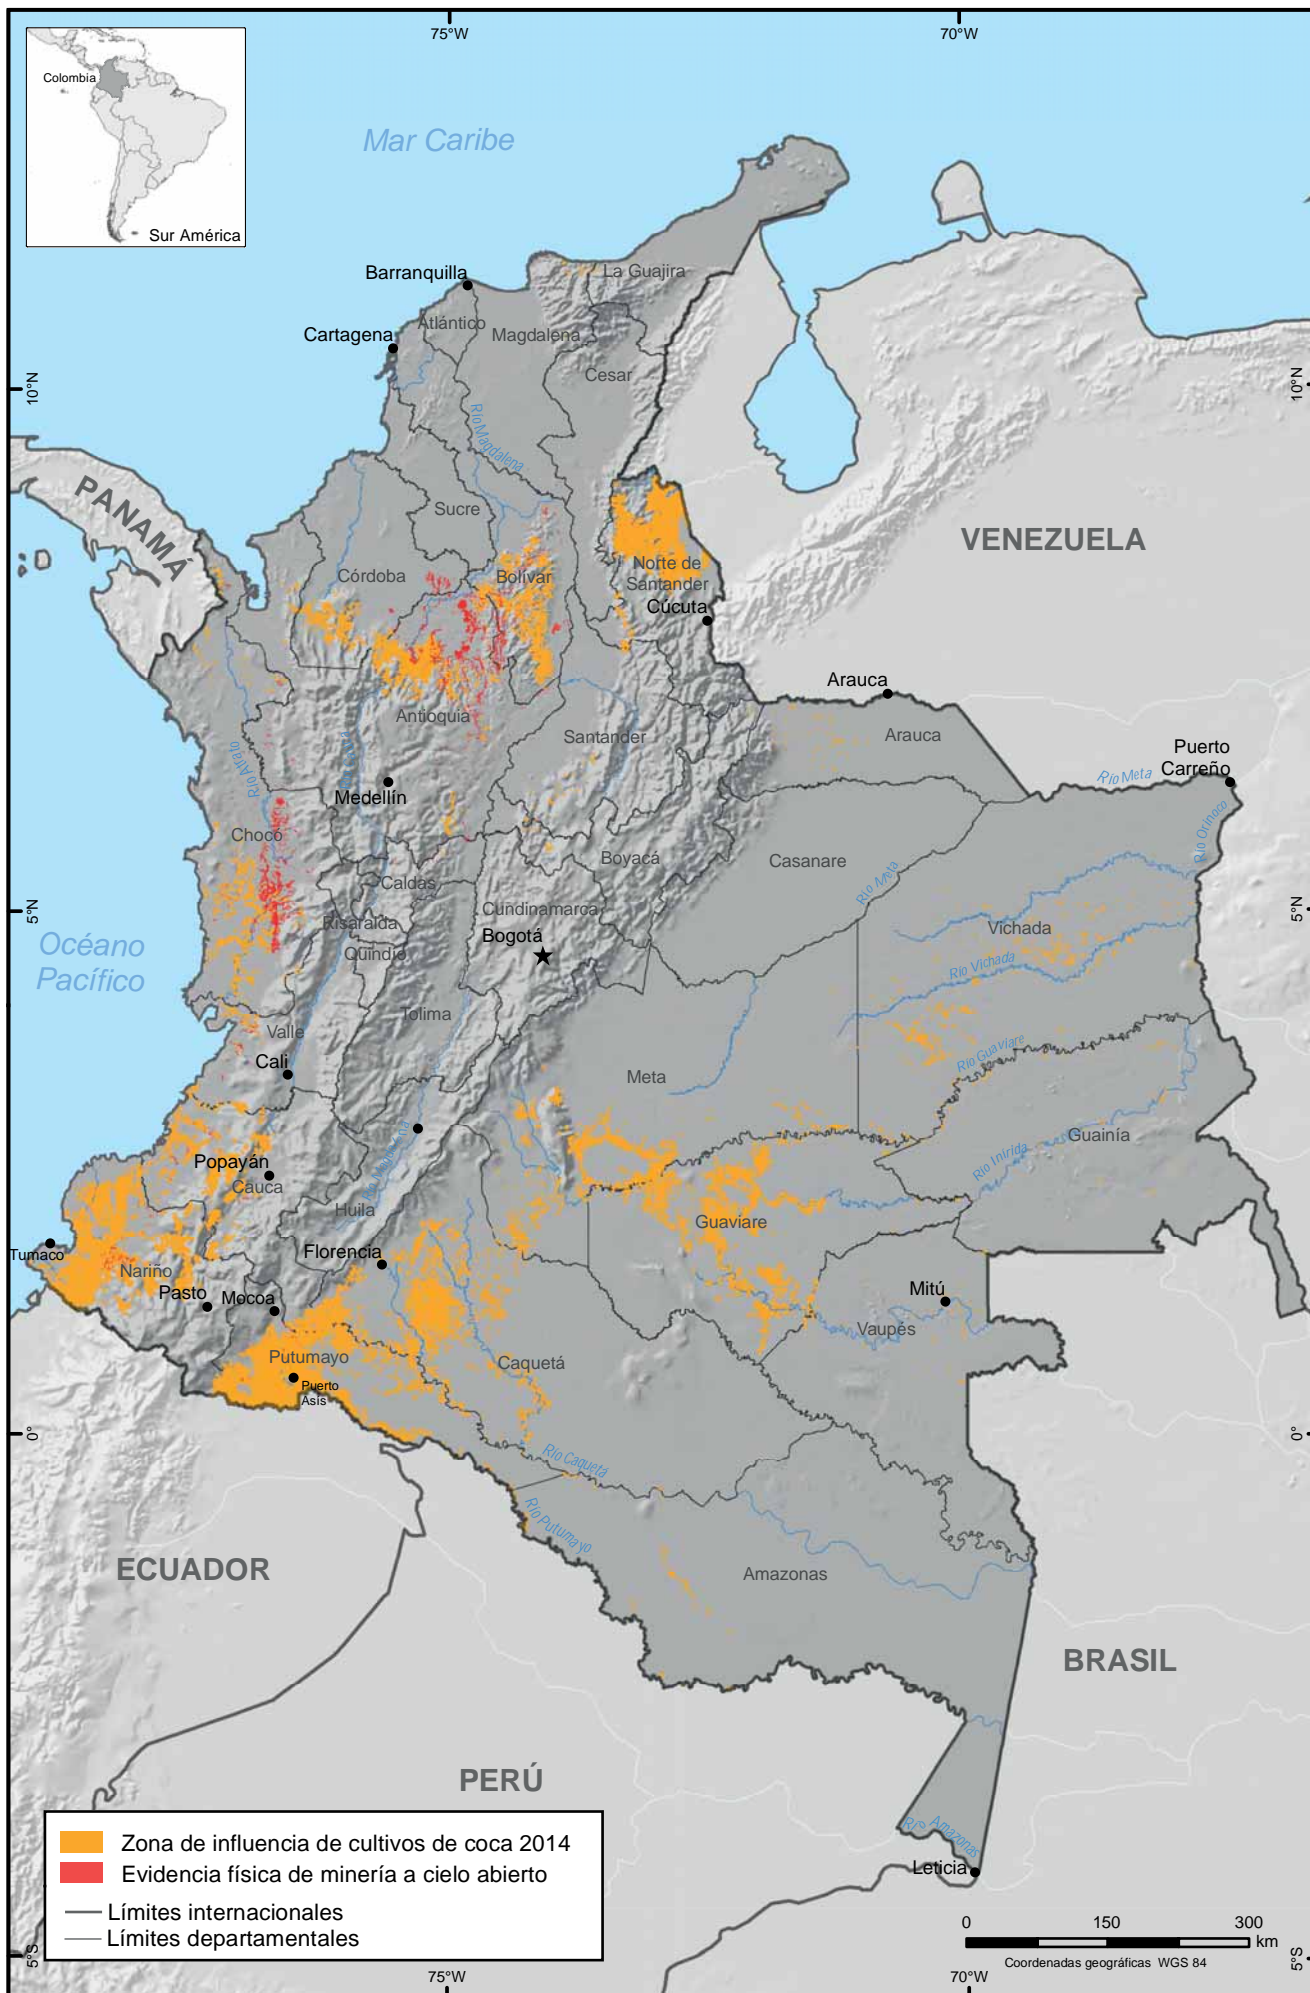 75°W
70°W
Colombia
Sur América
Mar Caribe
La Guajira
Barranquilla
Atlántico
Magdalena
Cartagena
Cesar
10°N
10°N
Río Magdalena
PANAMÁ
Sucre
VENEZUELA
Córdoba
Bolívar
Norte de
Santander
Cúcuta
Arauca
Antioquia
Arauca
Santander
Puerto
Carreño
Río Meta
Río Atrato
Medellín
Río Orinoco
Chocó
Boyacá
Casanare
Río Meta
Caldas
Cundinamarca
5°N
5°N
Risaralda
Vichada
Océano
Pacífico
Bogotá
Quindío
Río Vichada
Tolima
Valle
Río Guaviare
Cali
Meta
Guainía
Popayán
Cauca
Río Inírida
Huila
Guaviare
Tumaco
Florencia
Nariño
Pasto
Mocoa
Mitú
Vaupés
Putumayo
Caquetá
Puerto
Asís
0°
0°
Río Caquetá
Río Putumayo
ECUADOR
Amazonas
BRASIL
PERÚ
Río Amazonas
Leticia
Zona de influencia de cultivos de coca 2014
Evidencia física de minería a cielo abierto
Límites internacionales
Límites departamentales
0 150 300
km
Coordenadas geográficas WGS 84
5°S
5°S
75°W
70°W